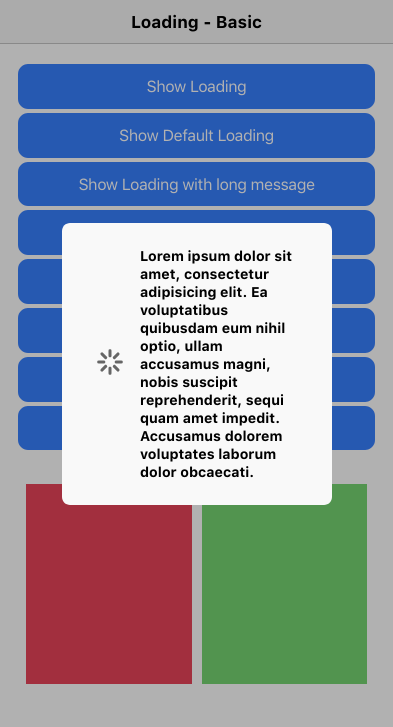 Loading - Basic
Show Loading
Show Default Loading
Show Loading with long message
Lorem ipsum dolor sit
amet, consectetur
adipisicing elit. Ea
voluptatibus
quibusdam eum nihil
optio, ullam
accusamus magni,
nobis suscipit
reprehenderit, sequi
quam amet impedit.
Accusamus dolorem
voluptates laborum
dolor obcaecati.